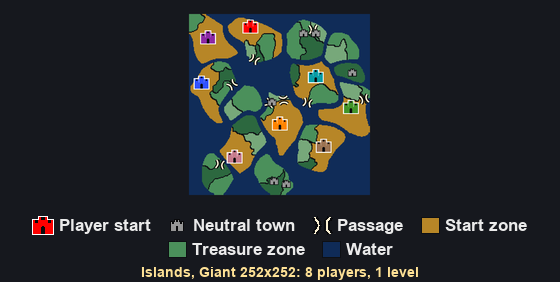 Player start Neutral town Passage Start zone
Treasure zone Water
Islands, Giant 252x252: 8 players, 1 level